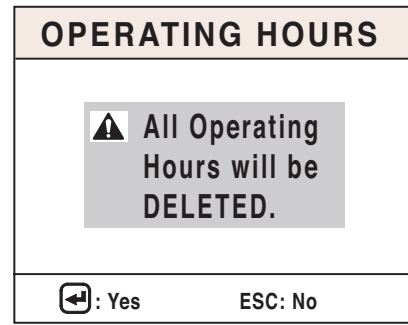 OPERATING HOURS
All Operating
Hours will be
DELETED.
: Yes ESC: No